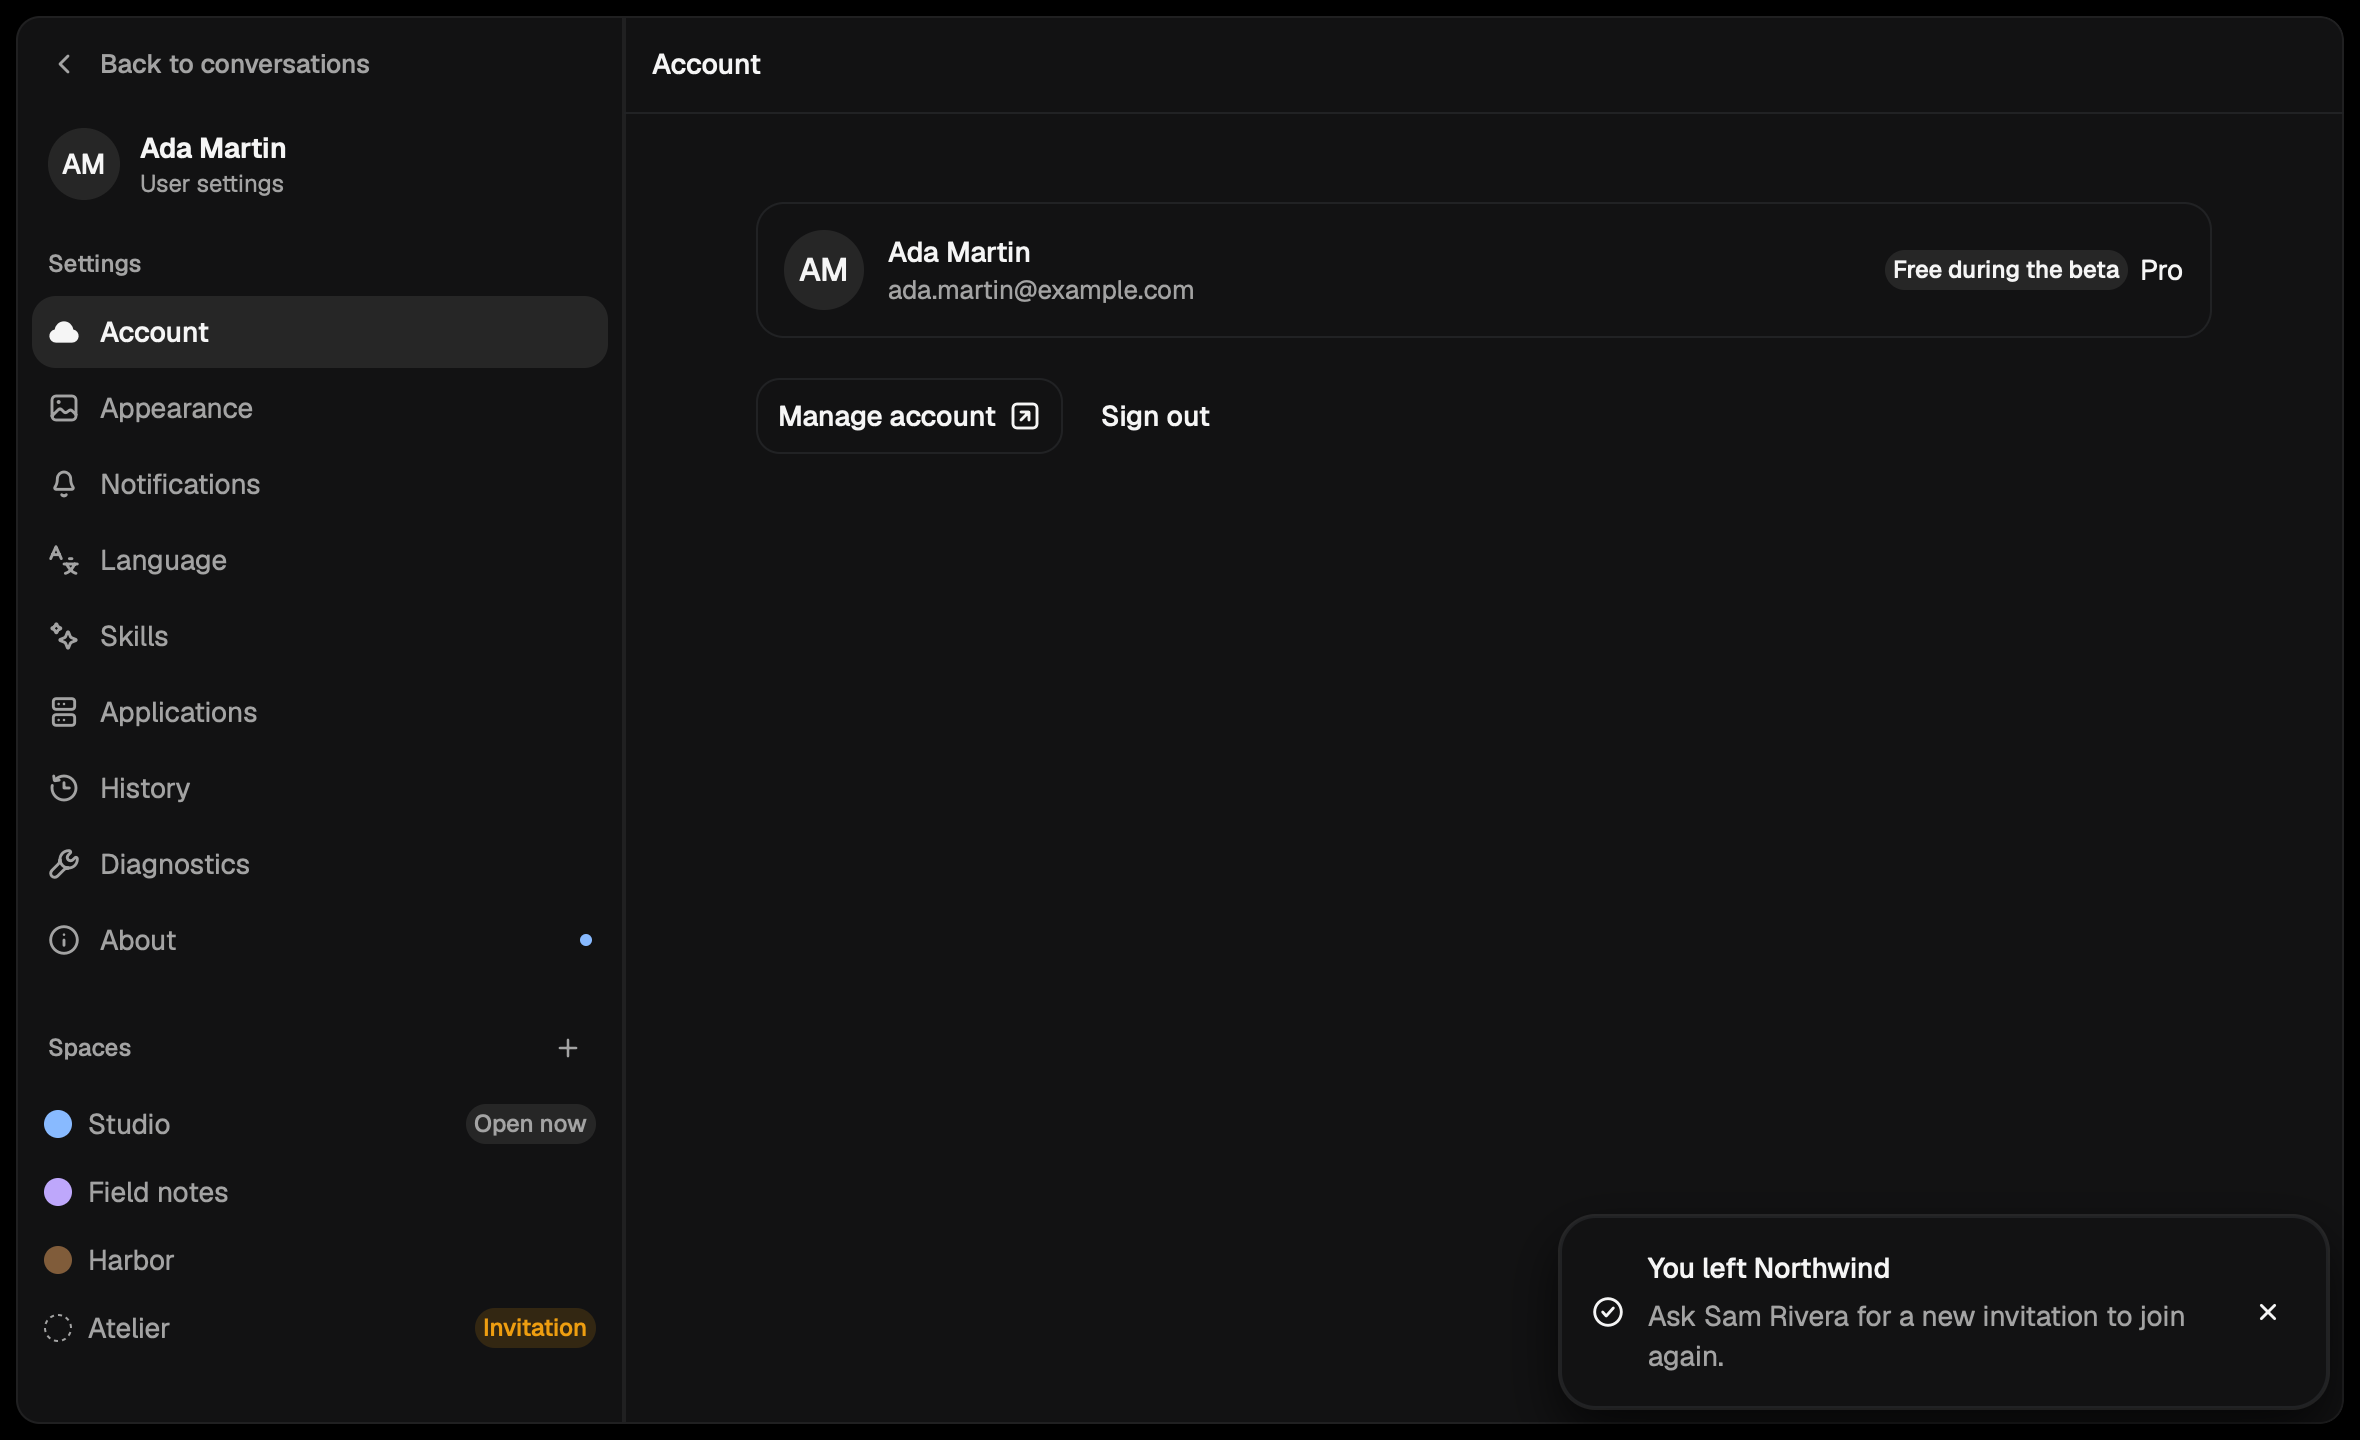 Back to conversations
AM
Ada Martin
User settings
Settings
Account
Appearance
Notifications
Language
Skills
Applications
History
Diagnostics
About
Spaces
Studio
Open now
Field notes
Harbor
Atelier
Invitation
Account
AM
Ada Martin
ada.martin@example.com
Free during the beta
Pro
Manage account
Sign out
You left Northwind
Ask Sam Rivera for a new invitation to join
again.